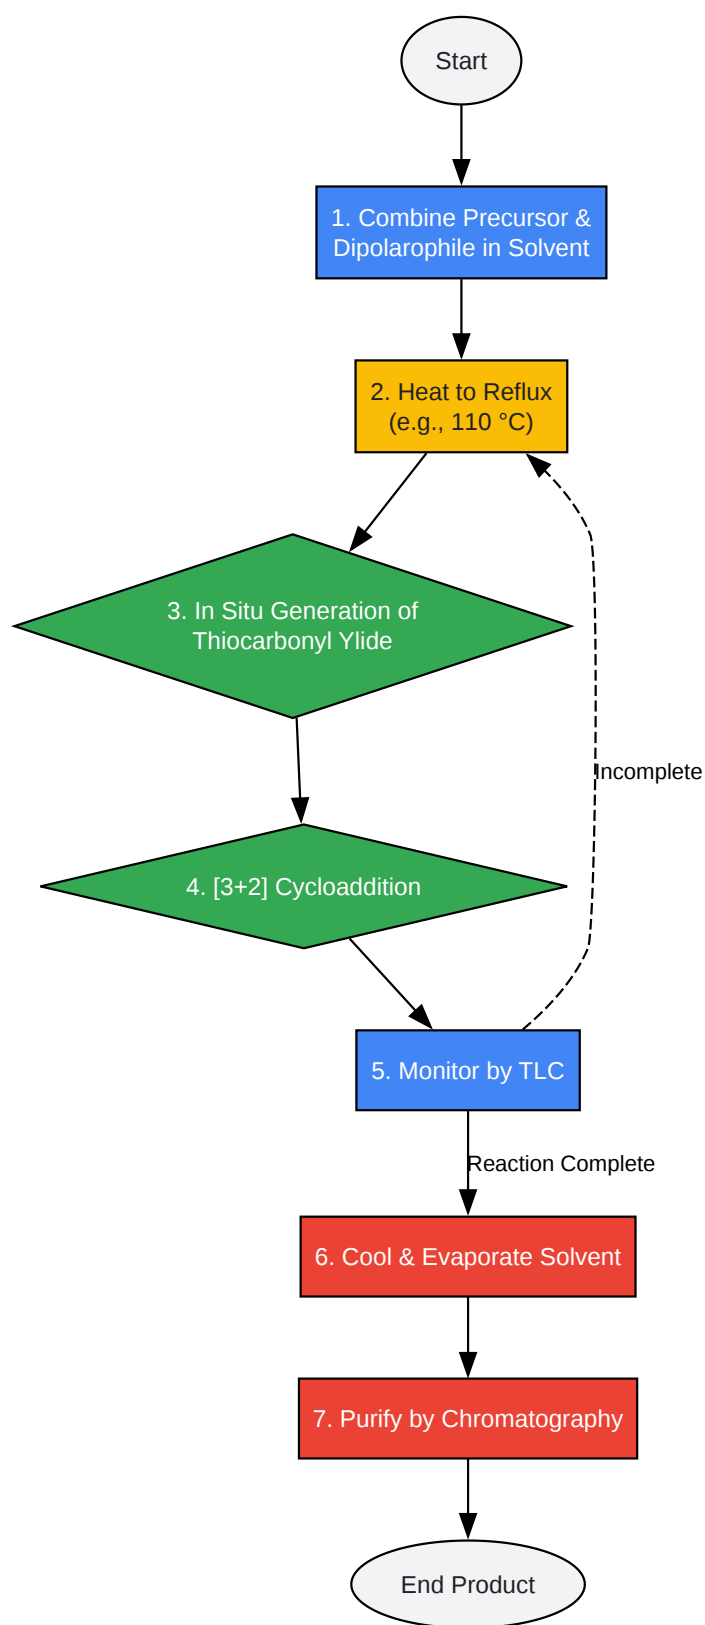 Start
1. Combine Precursor &
Dipolarophile in Solvent
2. Heat to Reflux
(e.g., 110 °C)
3. In Situ Generation of
Thiocarbonyl Ylide
Incomplete
4. [3+2] Cycloaddition
5. Monitor by TLC
Reaction Complete
6. Cool & Evaporate Solvent
7. Purify by Chromatography
End Product